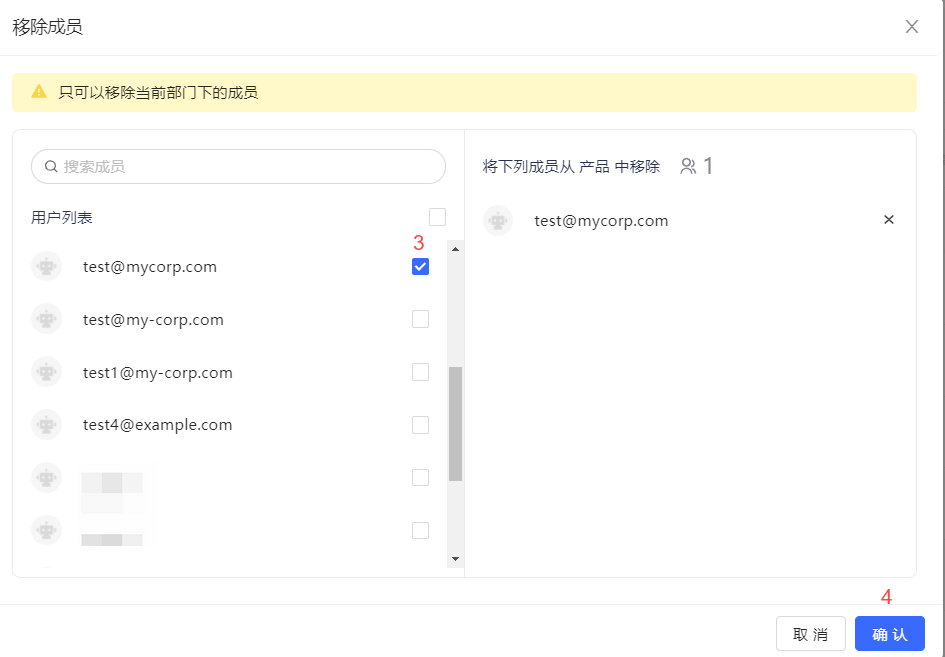 移除成员
只可以移除当前部门下的成员
搜索成员
用户列表
3
test@mycorp.com
test@my-corp.com
test1@my-corp.com
test4@example.com
将下列成员从 产品 中移除 1
test@mycorp.com
4
取 消
确 认